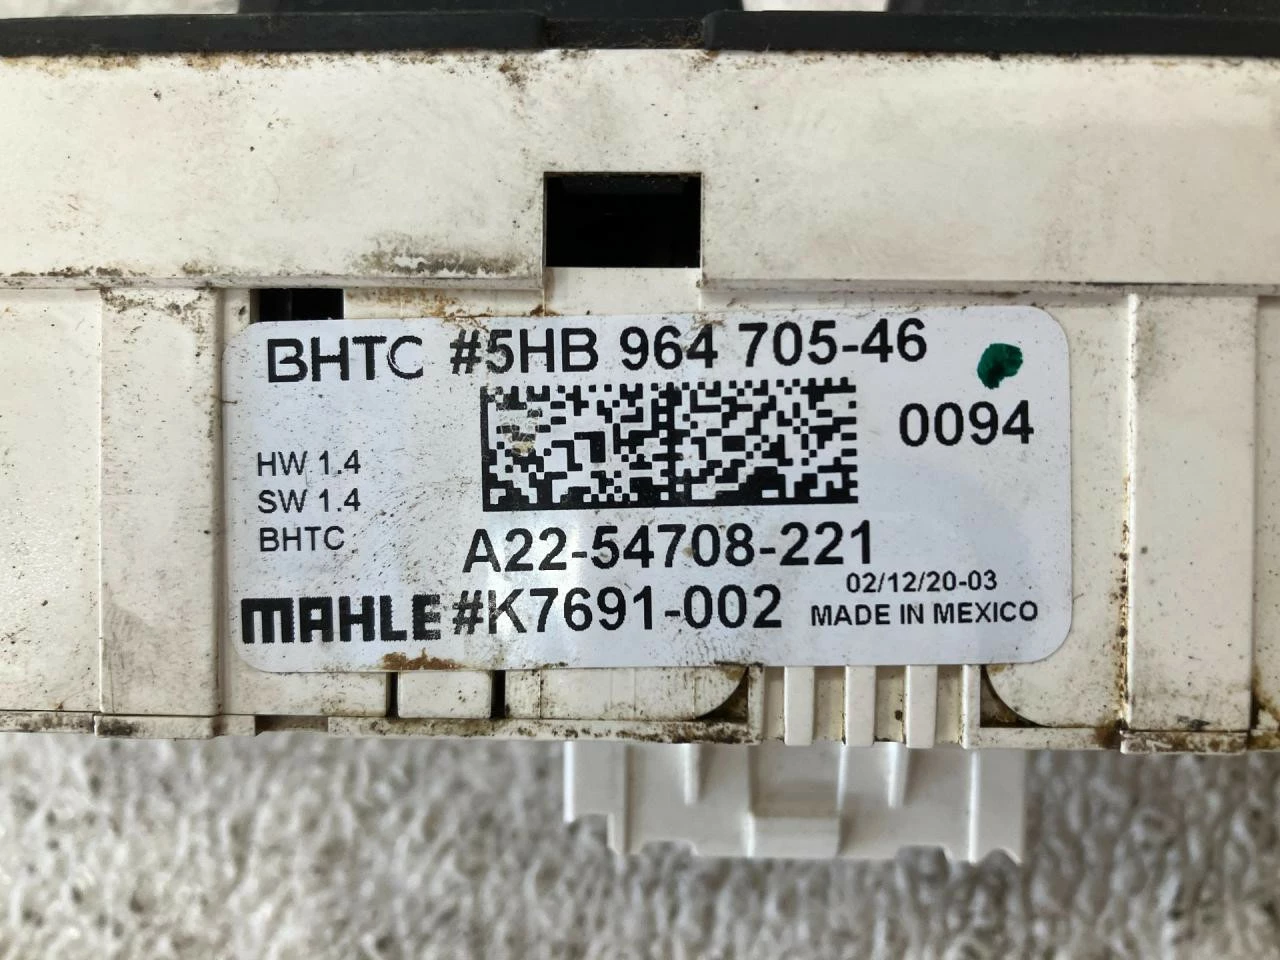 BHTC #5HB 964 705-46
0094
HW 1.4
SW 1.4
BHTC
A22-54708-221
02/12/20-03
MAHLE #K7691-002 MADE IN MEXICO